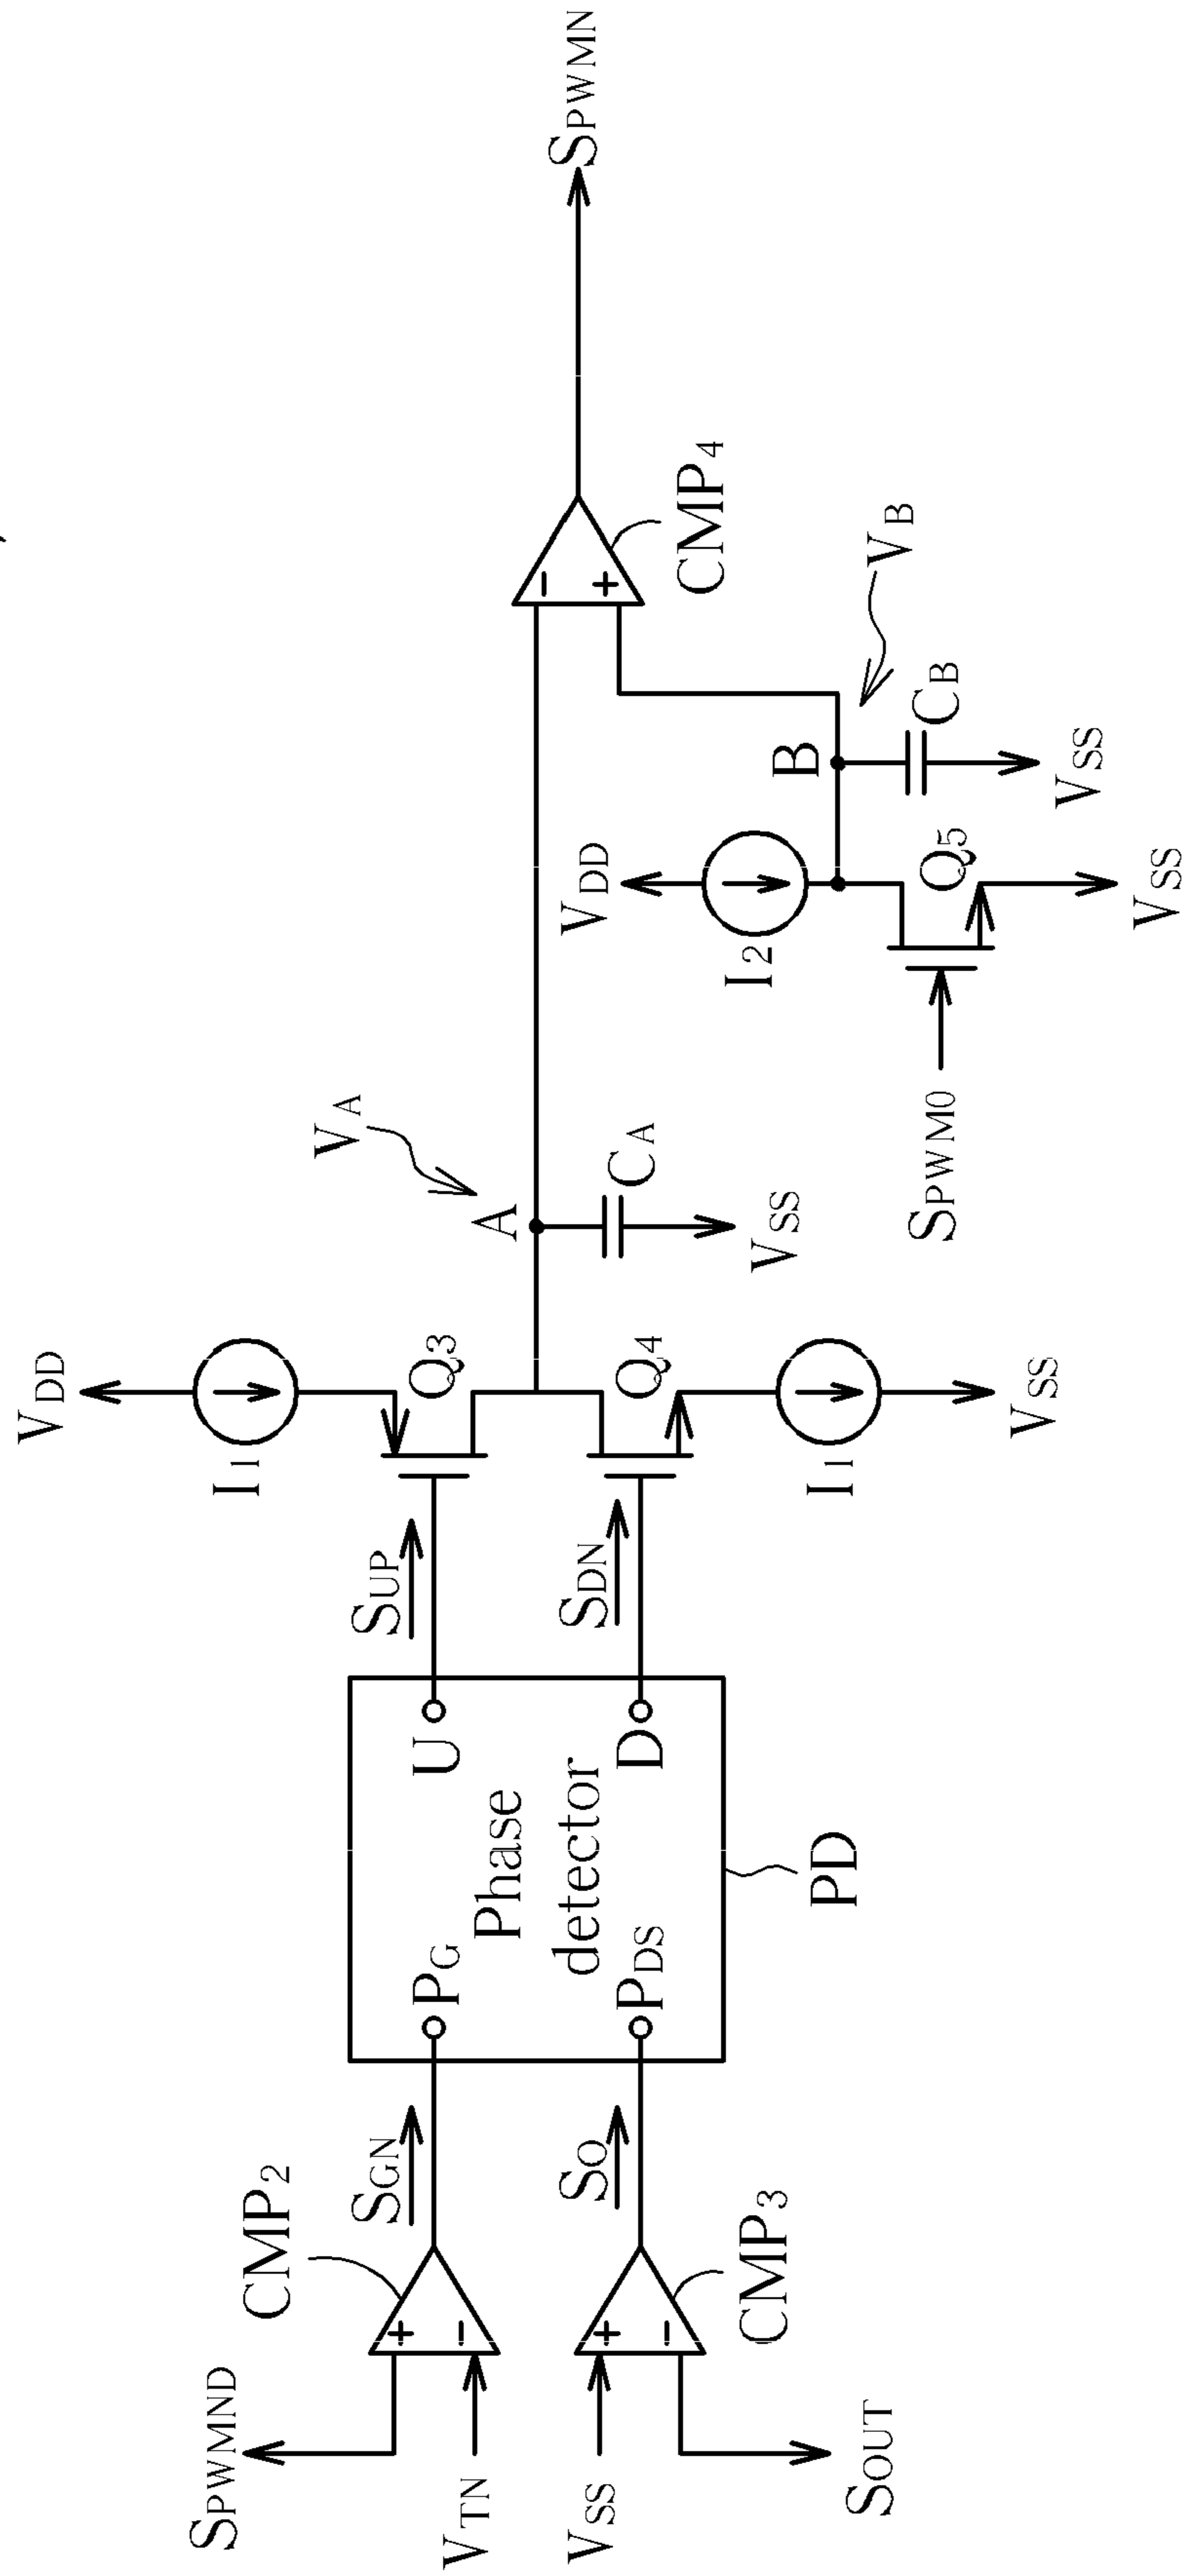 SPWMND
VTN
VSS
SOUT
CMP2
CMP3
+
−
+
−
SGN
SO
PG
PDS
Phase
detector
U
D
PD
SUP
SDN
VDD
I1
Q3
Q4
I1
VSS
A
VA
CA
VSS
SPWM0
VDD
I2
Q5
VSS
B
CB
VSS
VB
−
+
CMP4
SPWMN